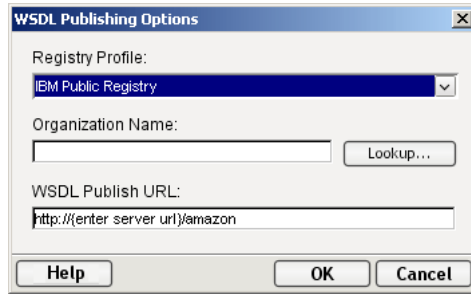 WSDL Publishing Options
Registry Profile:
IBM Public Registry
Organization Name:
Lookup...
WSDL Publish URL:
http://{enter server url}/amazon
Help OK Cancel